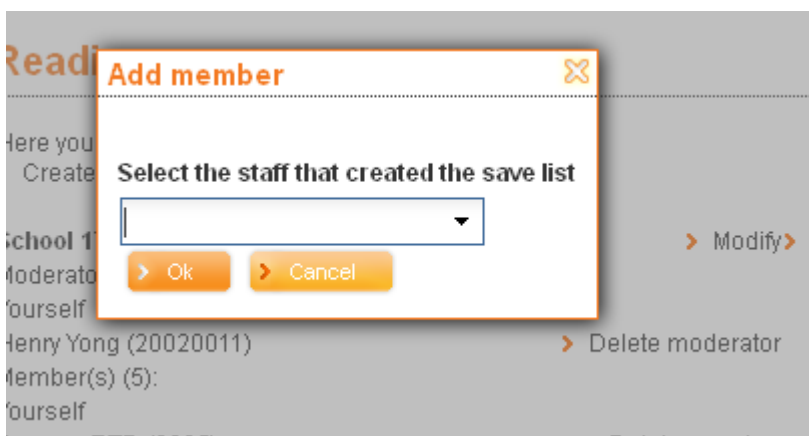 Readi
Add member
Here you
Create
Select the staff that created the save list
School 1
Modify
Moderato
Ok
Cancel
Yourself
Henry Yong (20020011)
Delete moderator
Member(s) (5):
Yourself